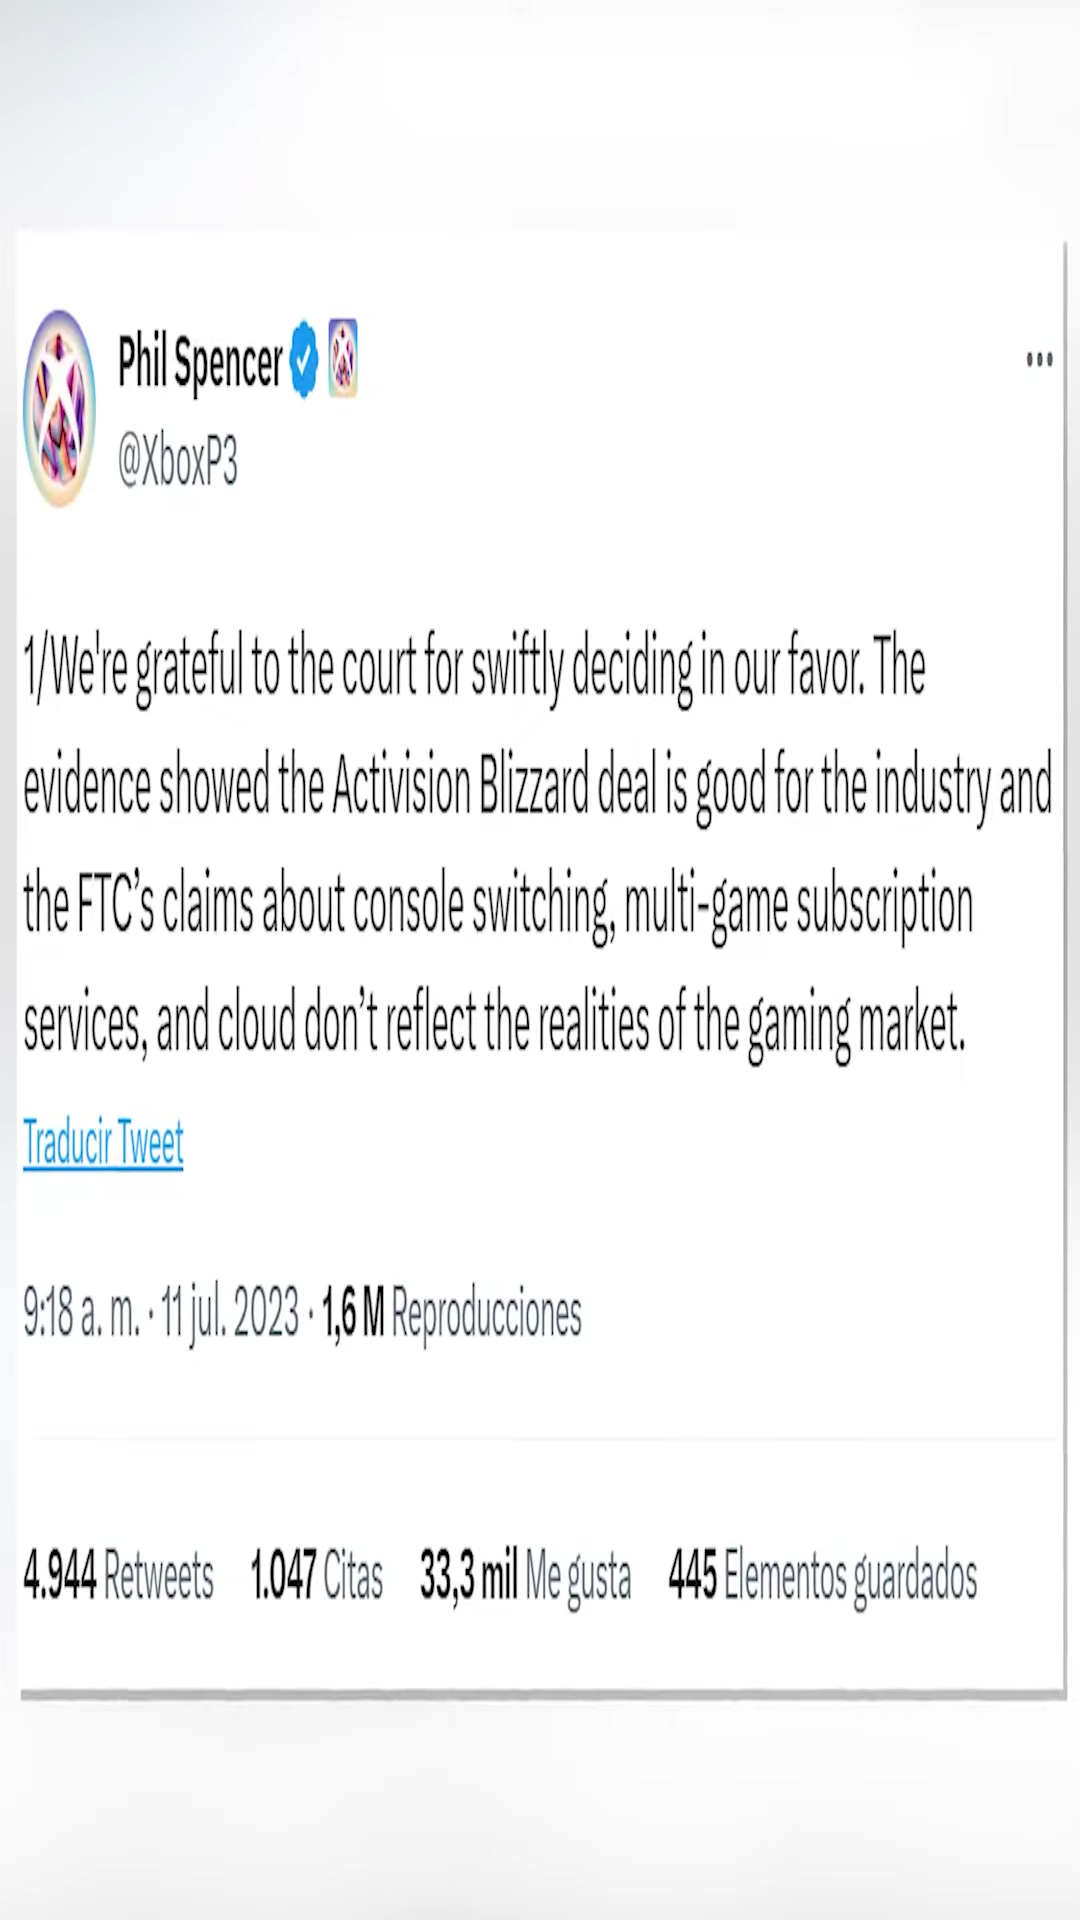 Phil Spencer
@XboxP3
1/We're grateful to the court for swiftly deciding in our favor. The
evidence showed the Activision Blizzard deal is good for the industry and
the FTC’s claims about console switching, multi-game subscription
services, and cloud don’t reflect the realities of the gaming market.
Traducir Tweet
9:18 a. m. · 11 jul. 2023 · 1,6 M Reproducciones
4.944 Retweets 1.047 Citas 33,3 mil Me gusta 445 Elementos guardados